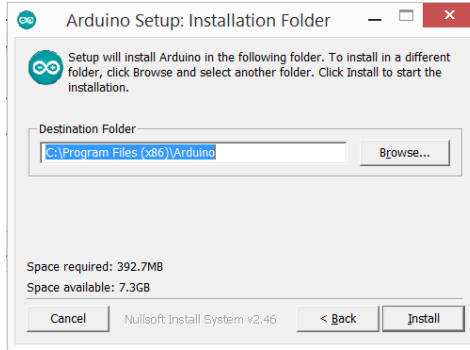 Arduino Setup: Installation Folder
Setup will install Arduino in the following folder. To install in a different
folder, click Browse and select another folder. Click Install to start the
installation.
Destination Folder
C:\Program Files (x86)\Arduino
Browse...
Space required: 392.7MB
Space available: 7.3GB
Cancel
Nullsoft Install System v2.46
< Back
Install